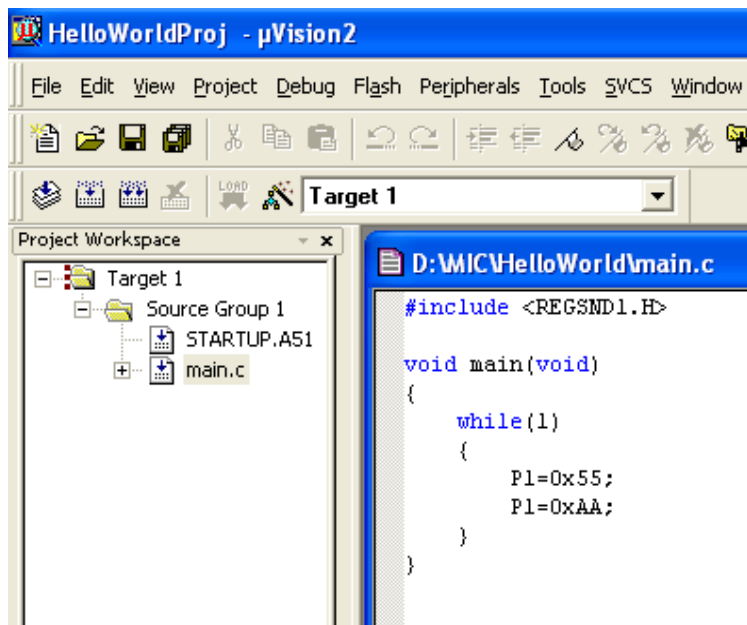 HelloWorldProj - µVision2
File Edit View Project Debug Flash Peripherals Tools SVCS Window
LOAD
Target 1
Project Workspace
Target 1
Source Group 1
STARTUP.A51
main.c
D:\MIC\HelloWorld\main.c
#include <REGSND1.H>
void main(void)
{
while(1)
{
P1=0x55;
P1=0xAA;
}
}